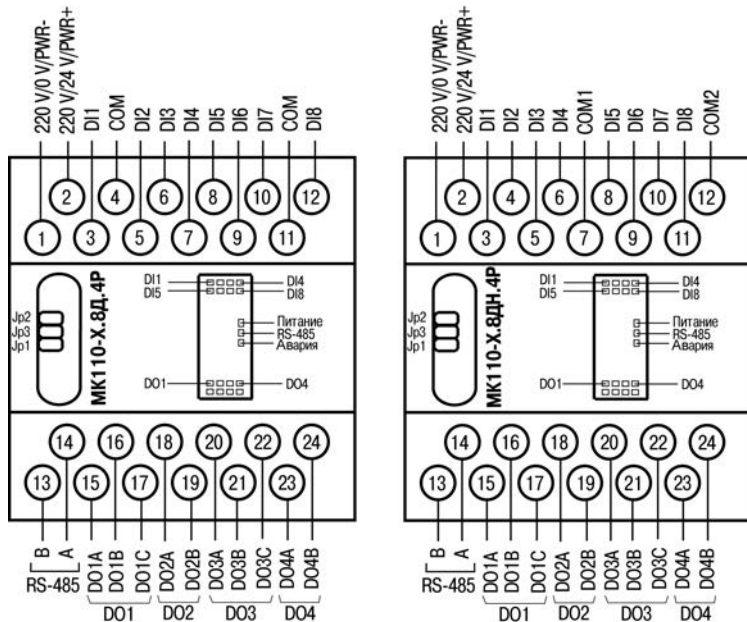 220 V/0 V/PWR-
220 V/24 V/PWR+
DI1
COM
DI2
DI3
DI4
DI5
DI6
DI7
COM
DI8
2
4
6
8
10
12
1
3
5
7
9
11
Jp2
Jp3
Jp1
МК110-Х.8Д.4Р
DI1
DI4
DI5
DI8
Питание
RS-485
Авария
DO1
DO4
14
16
18
20
22
24
13
15
17
19
21
23
B
A
DO1A
DO1B
DO1C
DO2A
DO2B
DO3A
DO3B
DO3C
DO4A
DO4B
RS-485
DO1
DO2
DO3
DO4
220 V/0 V/PWR-
220 V/24 V/PWR+
DI1
DI2
DI3
DI4
COM1
DI5
DI6
DI7
DI8
COM2
2
4
6
8
10
12
1
3
5
7
9
11
Jp2
Jp3
Jp1
МК110-Х.8ДН.4Р
DI1
DI4
DI5
DI8
Питание
RS-485
Авария
DO1
DO4
14
16
18
20
22
24
13
15
17
19
21
23
B
A
DO1A
DO1B
DO1C
DO2A
DO2B
DO3A
DO3B
DO3C
DO4A
DO4B
RS-485
DO1
DO2
DO3
DO4